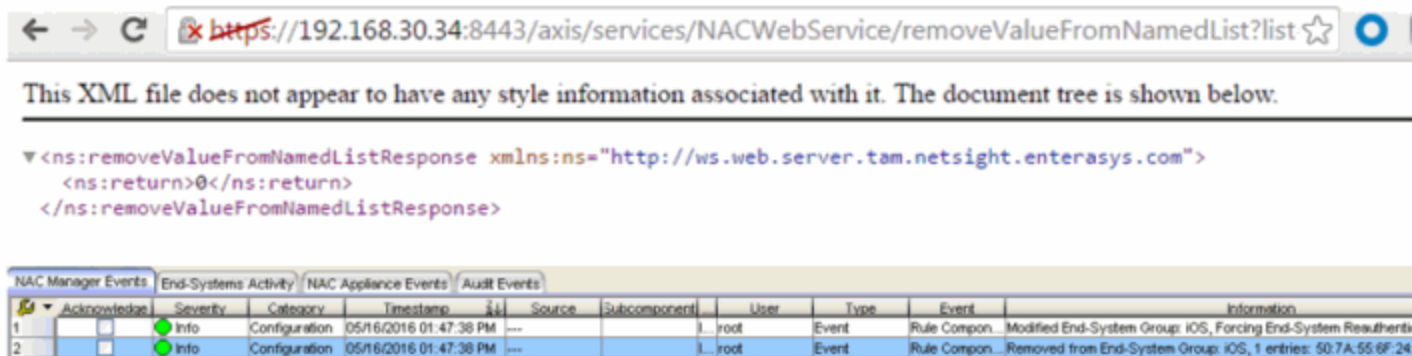 https://192.168.30.34:8443/axis/services/NACWebService/removeValueFromNamedList?list
This XML file does not appear to have any style information associated with it. The document tree is shown below.
▼<ns:removeValueFromNamedListResponse xmlns:ns="http://ws.web.server.tam.netsight.enterasys.com">
<ns:return>0</ns:return>
</ns:removeValueFromNamedListResponse>
NAC Manager Events End-Systems Activity NAC Appliance Events Audit Events
Acknowledge Severity Category Timestamp Source Subcomponent ... User Type Event Information
1 Info Configuration 05/16/2016 01:47:38 PM --- I... root Event Rule Compon... Modified End-System Group: iOS, Forcing End-System Reauthenti
2 Info Configuration 05/16/2016 01:47:38 PM --- I... root Event Rule Compon... Removed from End-System Group: iOS, 1 entries: 50:7A:55:6F:24